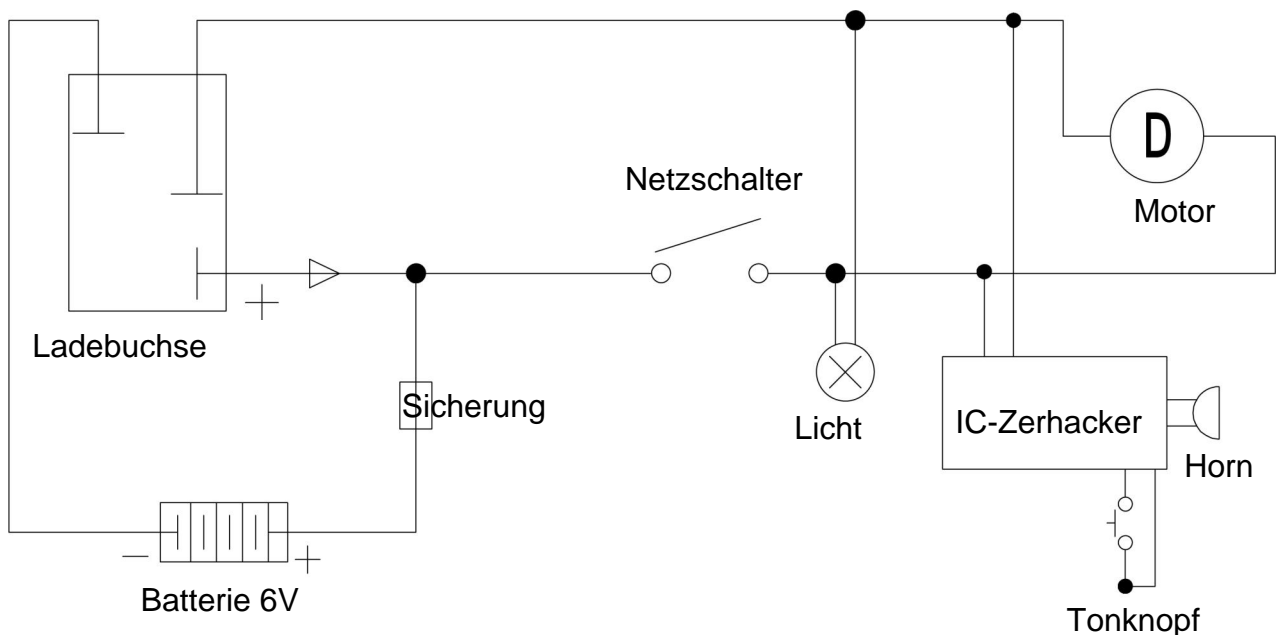 Netzschalter
D
Motor
+
Ladebuchse
Sicherung
Licht
IC-Zerhacker
Horn
− +
Batterie 6V
Tonknopf